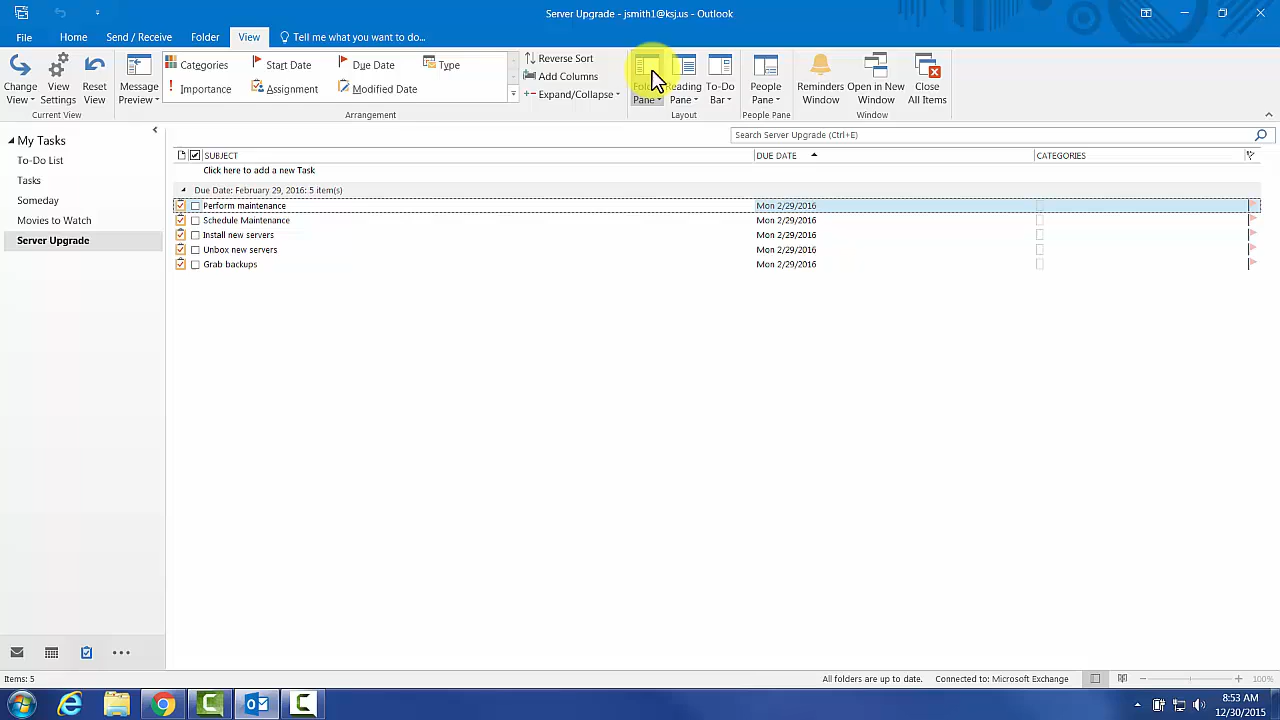 Server Upgrade - jsmith1@ksj.us - Outlook
File Home Send / Receive Folder View Tell me what you want to do...
Change View View Settings Reset View
Current View
Message Preview
Categories Start Date Due Date Type
Importance Assignment Modified Date
Reverse Sort
Add Columns
Expand/Collapse
Arrangement
Folder Pane Reading Pane To-Do Bar
Layout
People Pane
People Pane
Reminders Window Open in New Window Close All Items
Window
My Tasks
To-Do List
Tasks
Someday
Movies to Watch
Server Upgrade
Search Server Upgrade (Ctrl+E)
SUBJECT DUE DATE CATEGORIES
Click here to add a new Task
Due Date: February 29, 2016: 5 item(s)
Perform maintenance Mon 2/29/2016
Schedule Maintenance Mon 2/29/2016
Install new servers Mon 2/29/2016
Unbox new servers Mon 2/29/2016
Grab backups Mon 2/29/2016
Items: 5 All folders are up to date. Connected to: Microsoft Exchange 100%
8:53 AM
12/30/2015